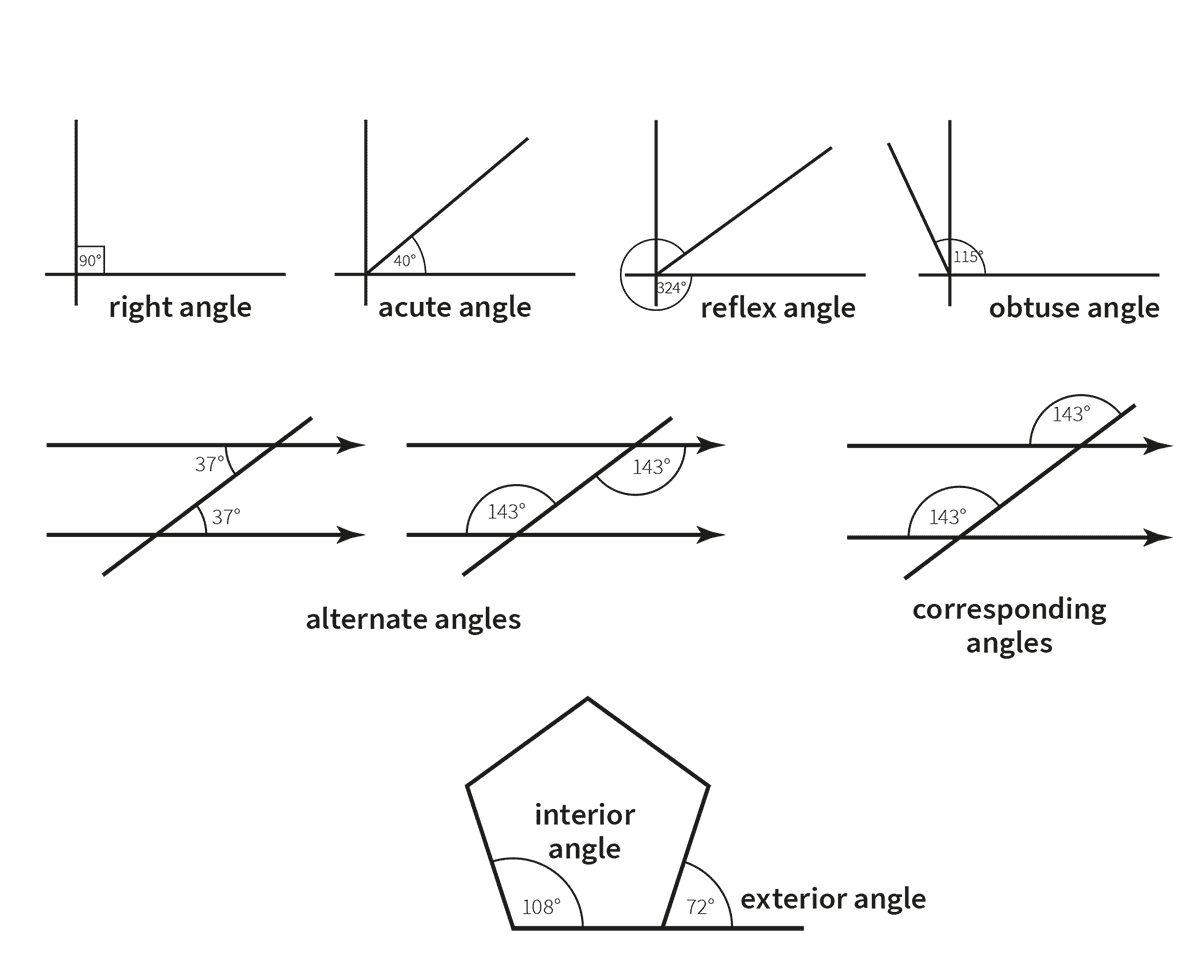 90°
right angle
40°
acute angle
324°
reflex angle
115°
obtuse angle
37°
37°
143°
143°
alternate angles
143°
143°
corresponding
angles
interior
angle
108°
72°
exterior angle